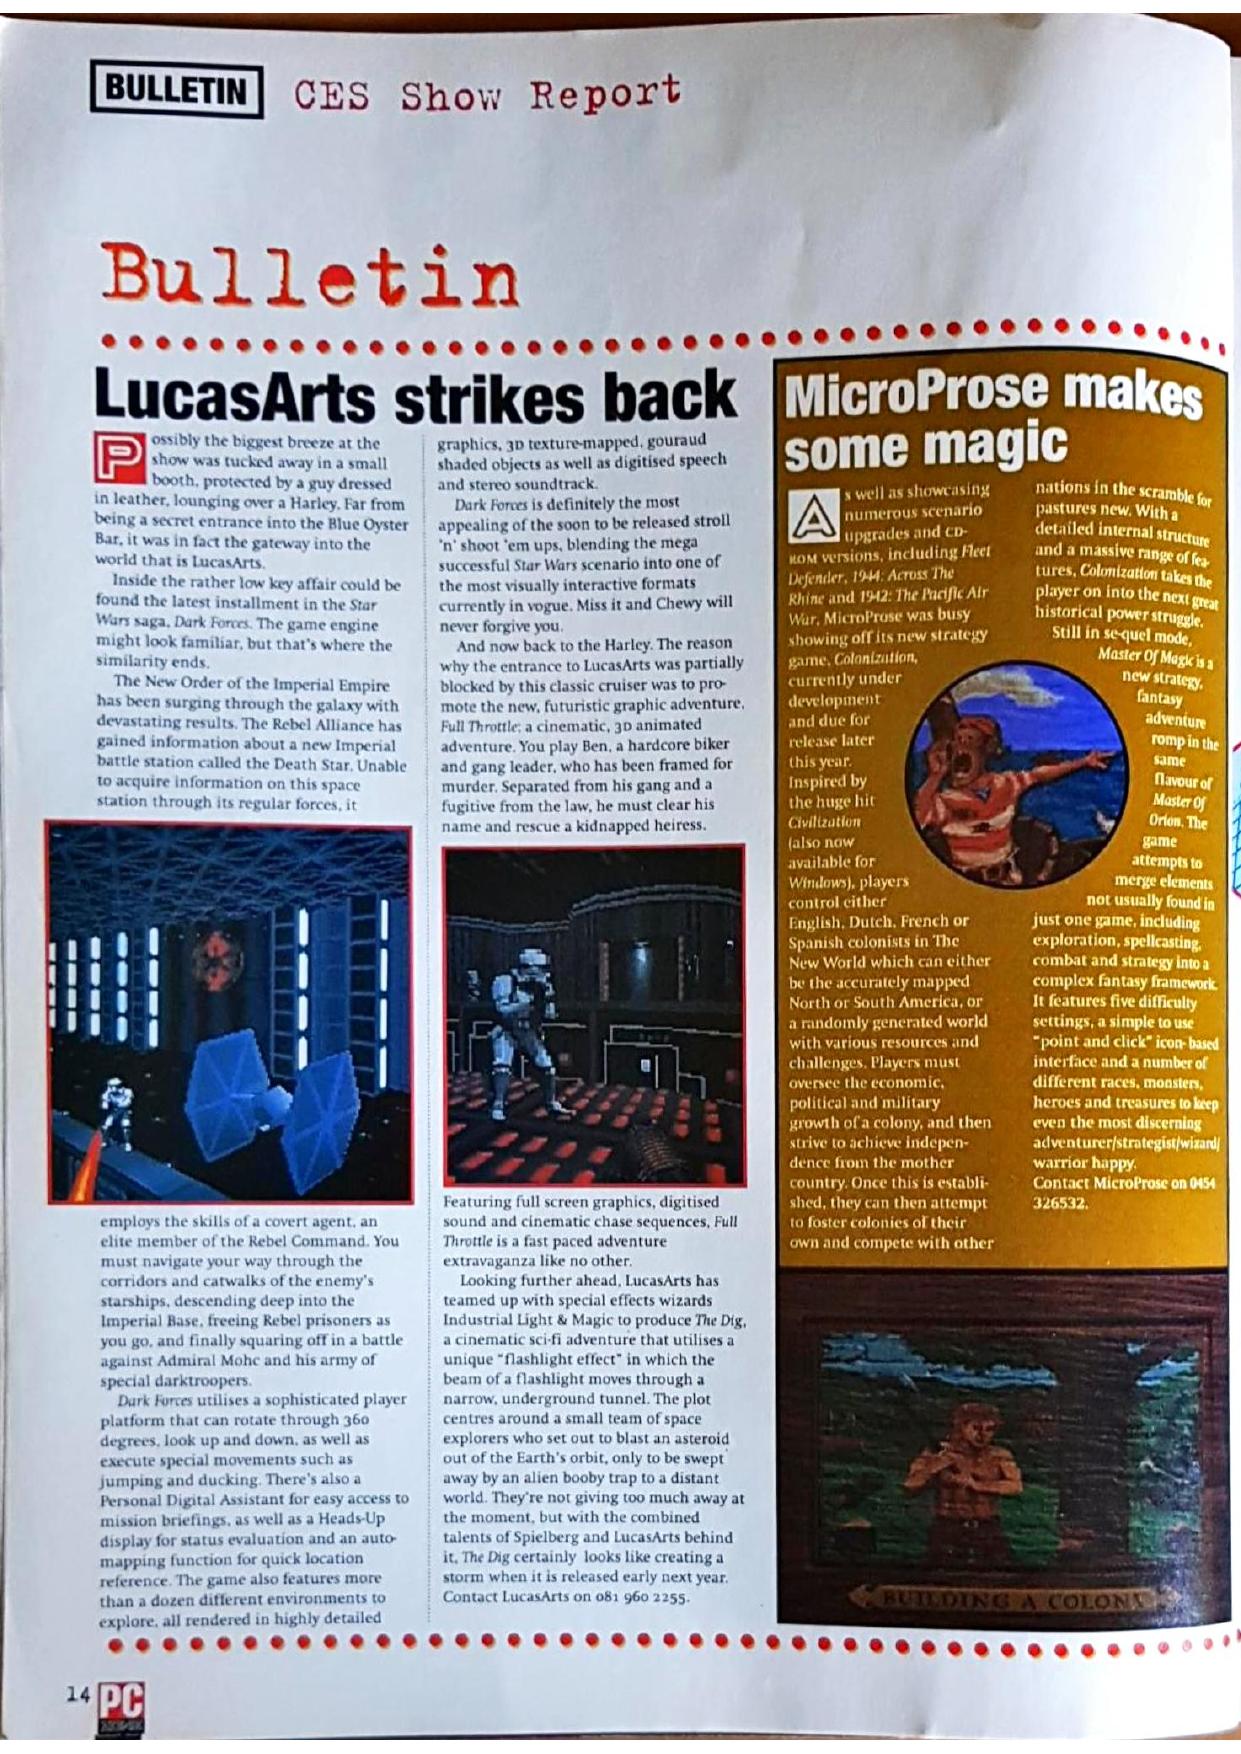 BULLETIN CES Show Report
Bulletin
LucasArts strikes back
Possibly the biggest breeze at the
show was tucked away in a small
booth, protected by a guy dressed
in leather, lounging over a Harley. Far from
being a secret entrance into the Blue Oyster
Bar, it was in fact the gateway into the
world that is LucasArts.
Inside the rather low key affair could be
found the latest installment in the Star
Wars saga, Dark Forces. The game engine
might look familiar, but that's where the
similarity ends.
The New Order of the Imperial Empire
has been surging through the galaxy with
devastating results. The Rebel Alliance has
gained information about a new Imperial
battle station called the Death Star. Unable
to acquire information on this space
station through its regular forces, it
employs the skills of a covert agent, an
elite member of the Rebel Command. You
must navigate your way through the
corridors and catwalks of the enemy's
starships, descending deep into the
Imperial Base, freeing Rebel prisoners as
you go, and finally squaring off in a battle
against Admiral Mohc and his army of
special darktroopers.
Dark Forces utilises a sophisticated player
platform that can rotate through 360
degrees, look up and down, as well as
execute special movements such as
jumping and ducking. There's also a
Personal Digital Assistant for easy access to
mission briefings, as well as a Heads-Up
display for status evaluation and an auto-
mapping function for quick location
reference. The game also features more
than a dozen different environments to
explore, all rendered in highly detailed
graphics, 3D texture-mapped, gouraud
shaded objects as well as digitised speech
and stereo soundtrack.
Dark Forces is definitely the most
appealing of the soon to be released stroll
'n' shoot 'em ups, blending the mega
successful Star Wars scenario into one of
the most visually interactive formats
currently in vogue. Miss it and Chewy will
never forgive you.
And now back to the Harley. The reason
why the entrance to LucasArts was partially
blocked by this classic cruiser was to pro-
mote the new, futuristic graphic adventure,
Full Throttle; a cinematic, 3D animated
adventure. You play Ben, a hardcore biker
and gang leader, who has been framed for
murder. Separated from his gang and a
fugitive from the law, he must clear his
name and rescue a kidnapped heiress.
Featuring full screen graphics, digitised
sound and cinematic chase sequences, Full
Throttle is a fast paced adventure
extravaganza like no other.
Looking further ahead, LucasArts has
teamed up with special effects wizards
Industrial Light & Magic to produce The Dig,
a cinematic sci-fi adventure that utilises a
unique "flashlight effect" in which the
beam of a flashlight moves through a
narrow, underground tunnel. The plot
centres around a small team of space
explorers who set out to blast an asteroid
out of the Earth's orbit, only to be swept
away by an alien booby trap to a distant
world. They're not giving too much away at
the moment, but with the combined
talents of Spielberg and LucasArts behind
it, The Dig certainly looks like creating a
storm when it is released early next year.
Contact LucasArts on 081 960 2255.
MicroProse makes
some magic
As well as showcasing
numerous scenario
upgrades and CD-
ROM versions, including Fleet
Defender, 1944: Across The
Rhine and 1942: The Pacific Air
War, MicroProse was busy
showing off its new strategy
game, Colonization,
currently under
development
and due for
release later
this year.
Inspired by
the huge hit
Civilization
(also now
available for
Windows), players
control either
English, Dutch, French or
Spanish colonists in The
New World which can either
be the accurately mapped
North or South America, or
a randomly generated world
with various resources and
challenges. Players must
oversee the economic,
political and military
growth of a colony, and then
strive to achieve indepen-
dence from the mother
country. Once this is establi-
shed, they can then attempt
to foster colonies of their
own and compete with other
nations in the scramble for
pastures new. With a
detailed internal structure
and a massive range of fea-
tures, Colonization takes the
player on into the next great
historical power struggle.
Still in se-quel mode,
Master Of Magic is a
new strategy,
fantasy
adventure
romp in the
same
flavour of
Master Of
Orion. The
game
attempts to
merge elements
not usually found in
just one game, including
exploration, spellcasting,
combat and strategy into a
complex fantasy framework.
It features five difficulty
settings, a simple to use
"point and click" icon-based
interface and a number of
different races, monsters,
heroes and treasures to keep
even the most discerning
adventurer/strategist/wizard/
warrior happy.
Contact MicroProse on 0454
326532.
BUILDING A COLONY
14 PC